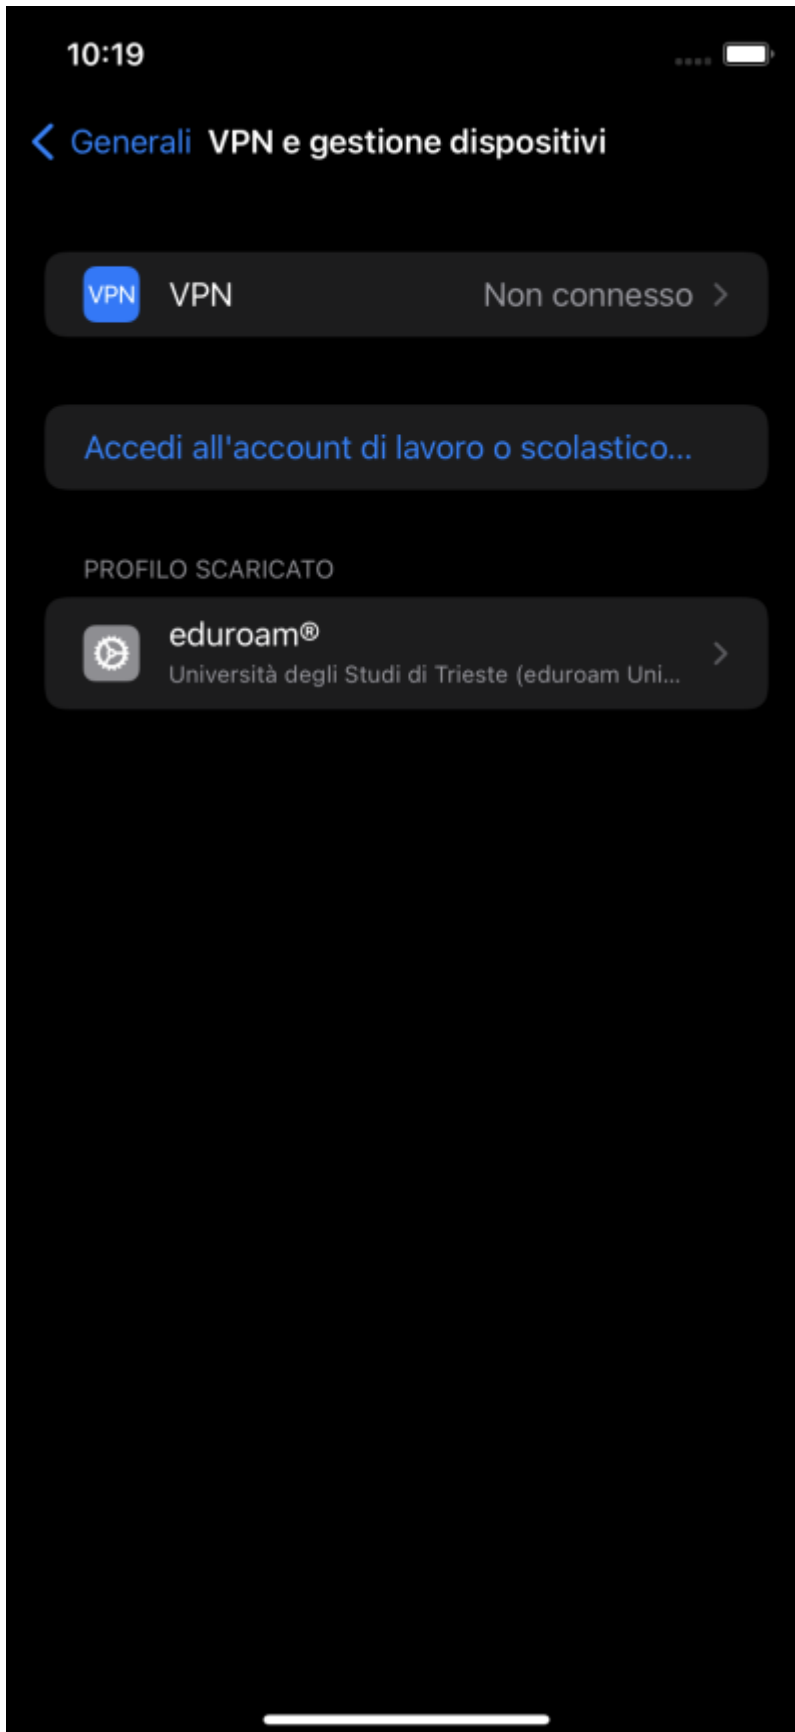 10:19
Generali VPN e gestione dispositivi
VPN VPN Non connesso
Accedi all'account di lavoro o scolastico...
PROFILO SCARICATO
eduroam®
Università degli Studi di Trieste (eduroam Uni...